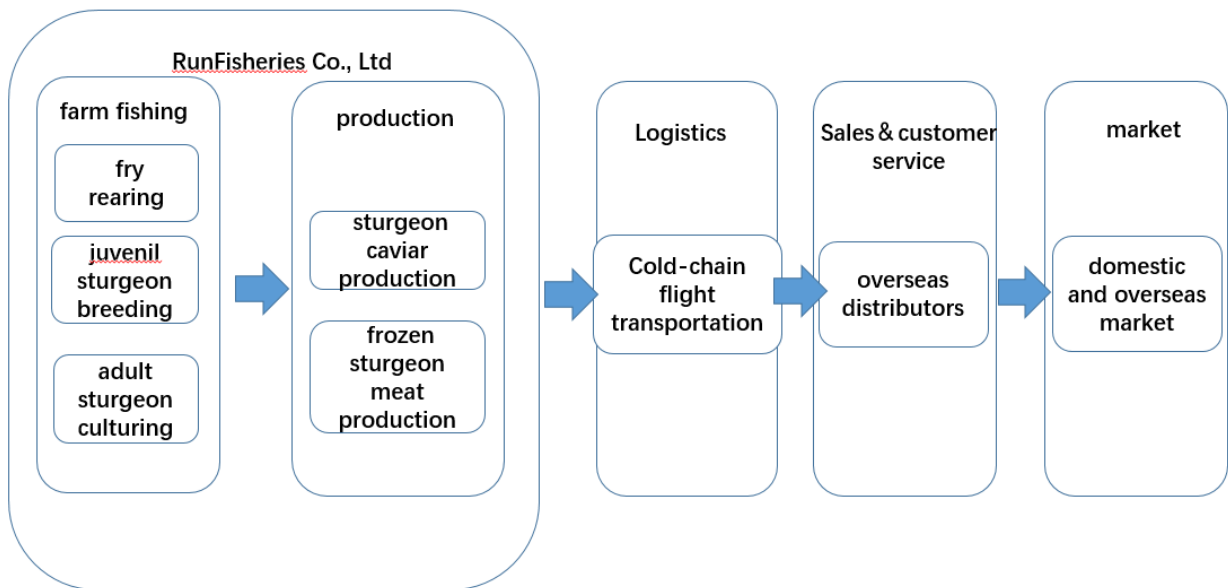 RunFisheries Co., Ltd
farm fishing
fry
rearing
juvenil
sturgeon
breeding
adult
sturgeon
culturing
production
sturgeon
caviar
production
frozen
sturgeon
meat
production
Logistics
Cold-chain
flight
transportation
Sales & customer
service
overseas
distributors
market
domestic
and overseas
market